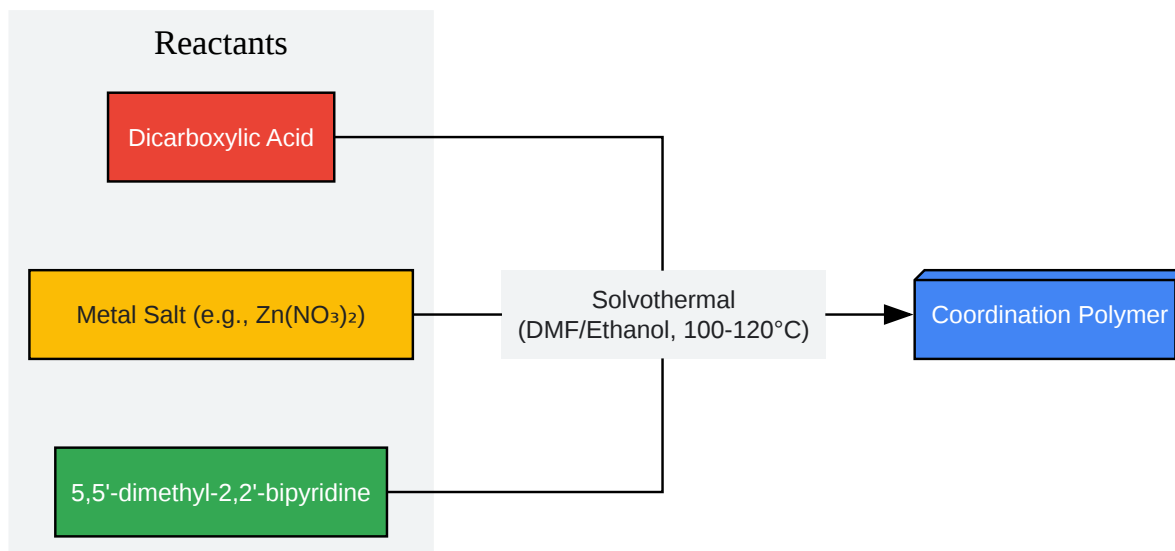 Reactants
Dicarboxylic Acid
Metal Salt (e.g., Zn(NO₃)₂)
5,5'-dimethyl-2,2'-bipyridine
Solvothermal
(DMF/Ethanol, 100-120°C)
Coordination Polymer